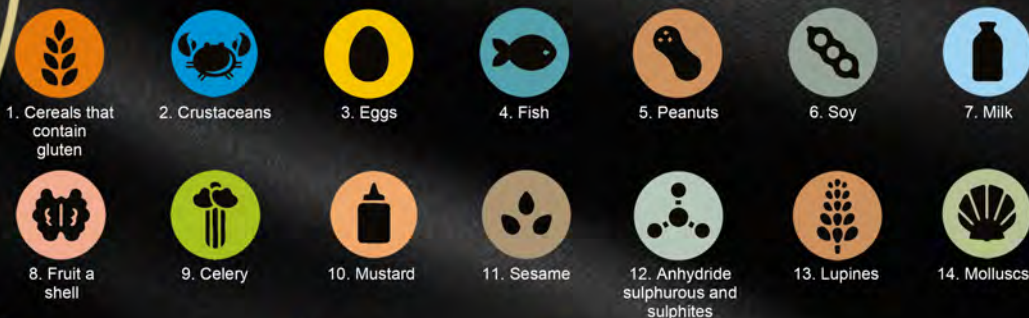 1. Cereals that
contain
gluten
2. Crustaceans
3. Eggs
4. Fish
5. Peanuts
6. Soy
7. Milk
8. Fruit a
shell
9. Celery
10. Mustard
11. Sesame
12. Anhydride
sulphurous and
sulphites
13. Lupines
14. Molluscs